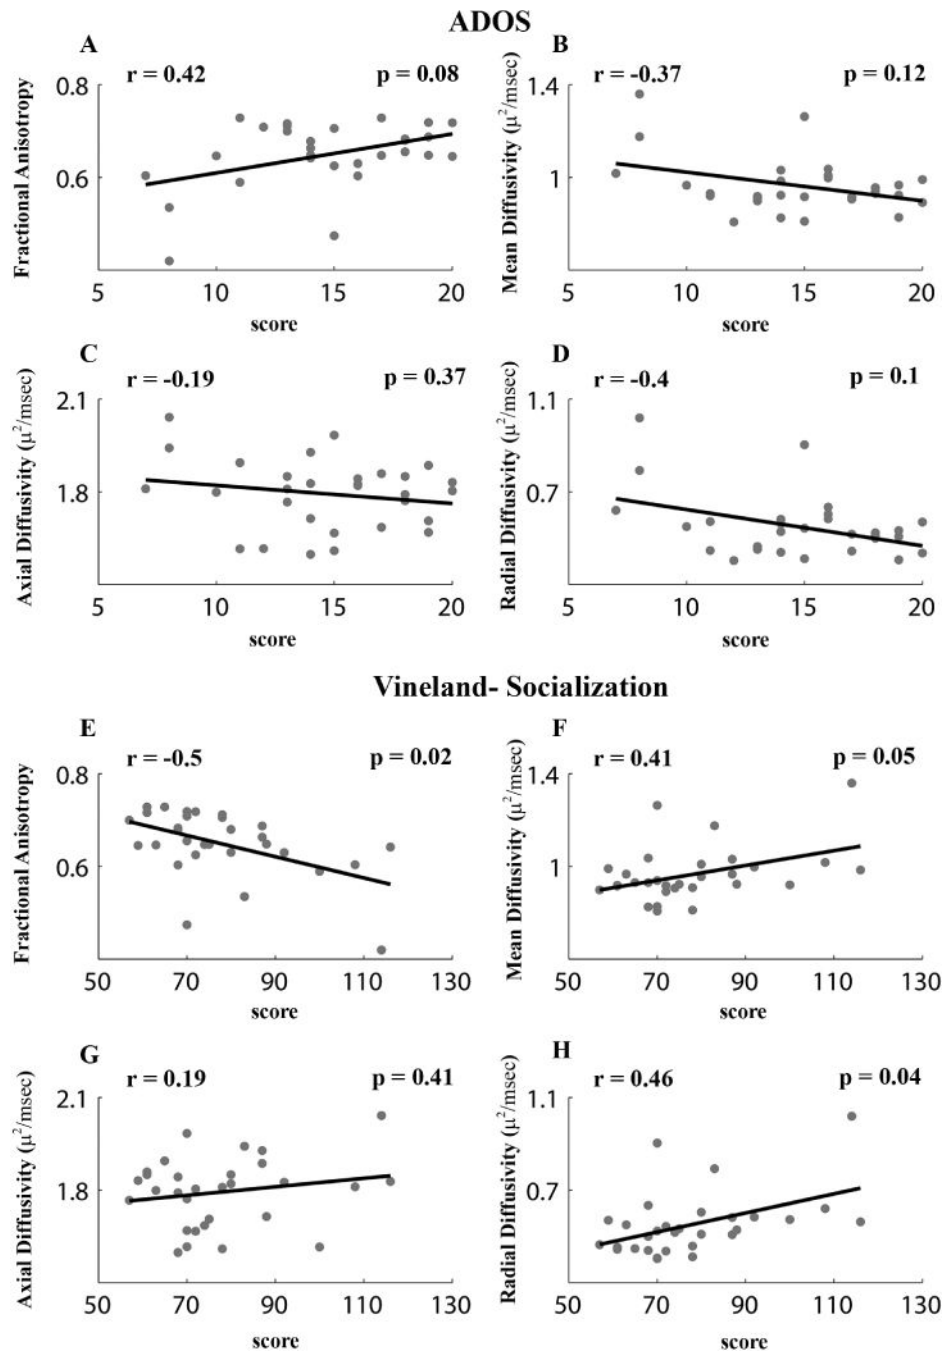 ADOS
A
r = 0.42 p = 0.08
Fractional Anisotropy
0.8
0.6
5 10 15 20
score
B
r = -0.37 p = 0.12
Mean Diffusivity (μ²/msec)
1.4
1
5 10 15 20
score
C
r = -0.19 p = 0.37
Axial Diffusivity (μ²/msec)
2.1
1.8
5 10 15 20
score
D
r = -0.4 p = 0.1
Radial Diffusivity (μ²/msec)
1.1
0.7
5 10 15 20
score
Vineland- Socialization
E
r = -0.5 p = 0.02
Fractional Anisotropy
0.8
0.6
50 70 90 110 130
score
F
r = 0.41 p = 0.05
Mean Diffusivity (μ²/msec)
1.4
1
50 70 90 110 130
score
G
r = 0.19 p = 0.41
Axial Diffusivity (μ²/msec)
2.1
1.8
50 70 90 110 130
score
H
r = 0.46 p = 0.04
Radial Diffusivity (μ²/msec)
1.1
0.7
50 70 90 110 130
score